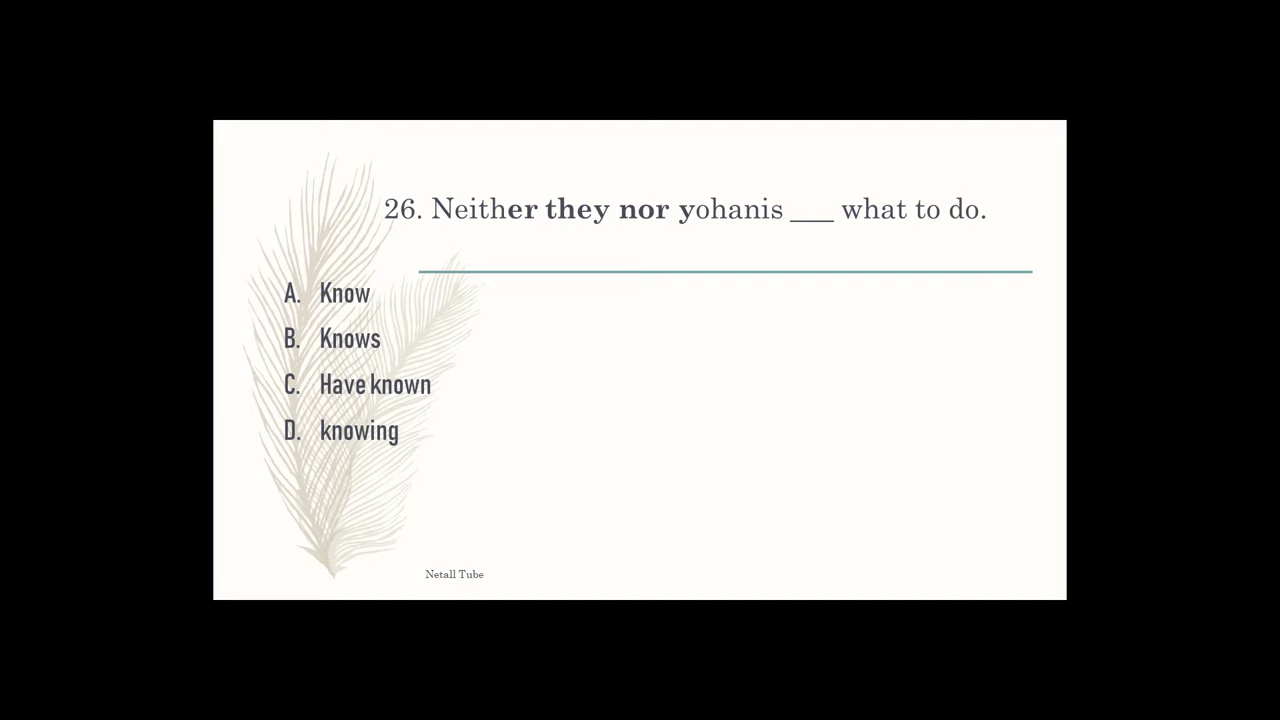 26. Neither they nor yohanis ___ what to do.
A. Know
B. Knows
C. Have known
D. knowing
Netall Tube